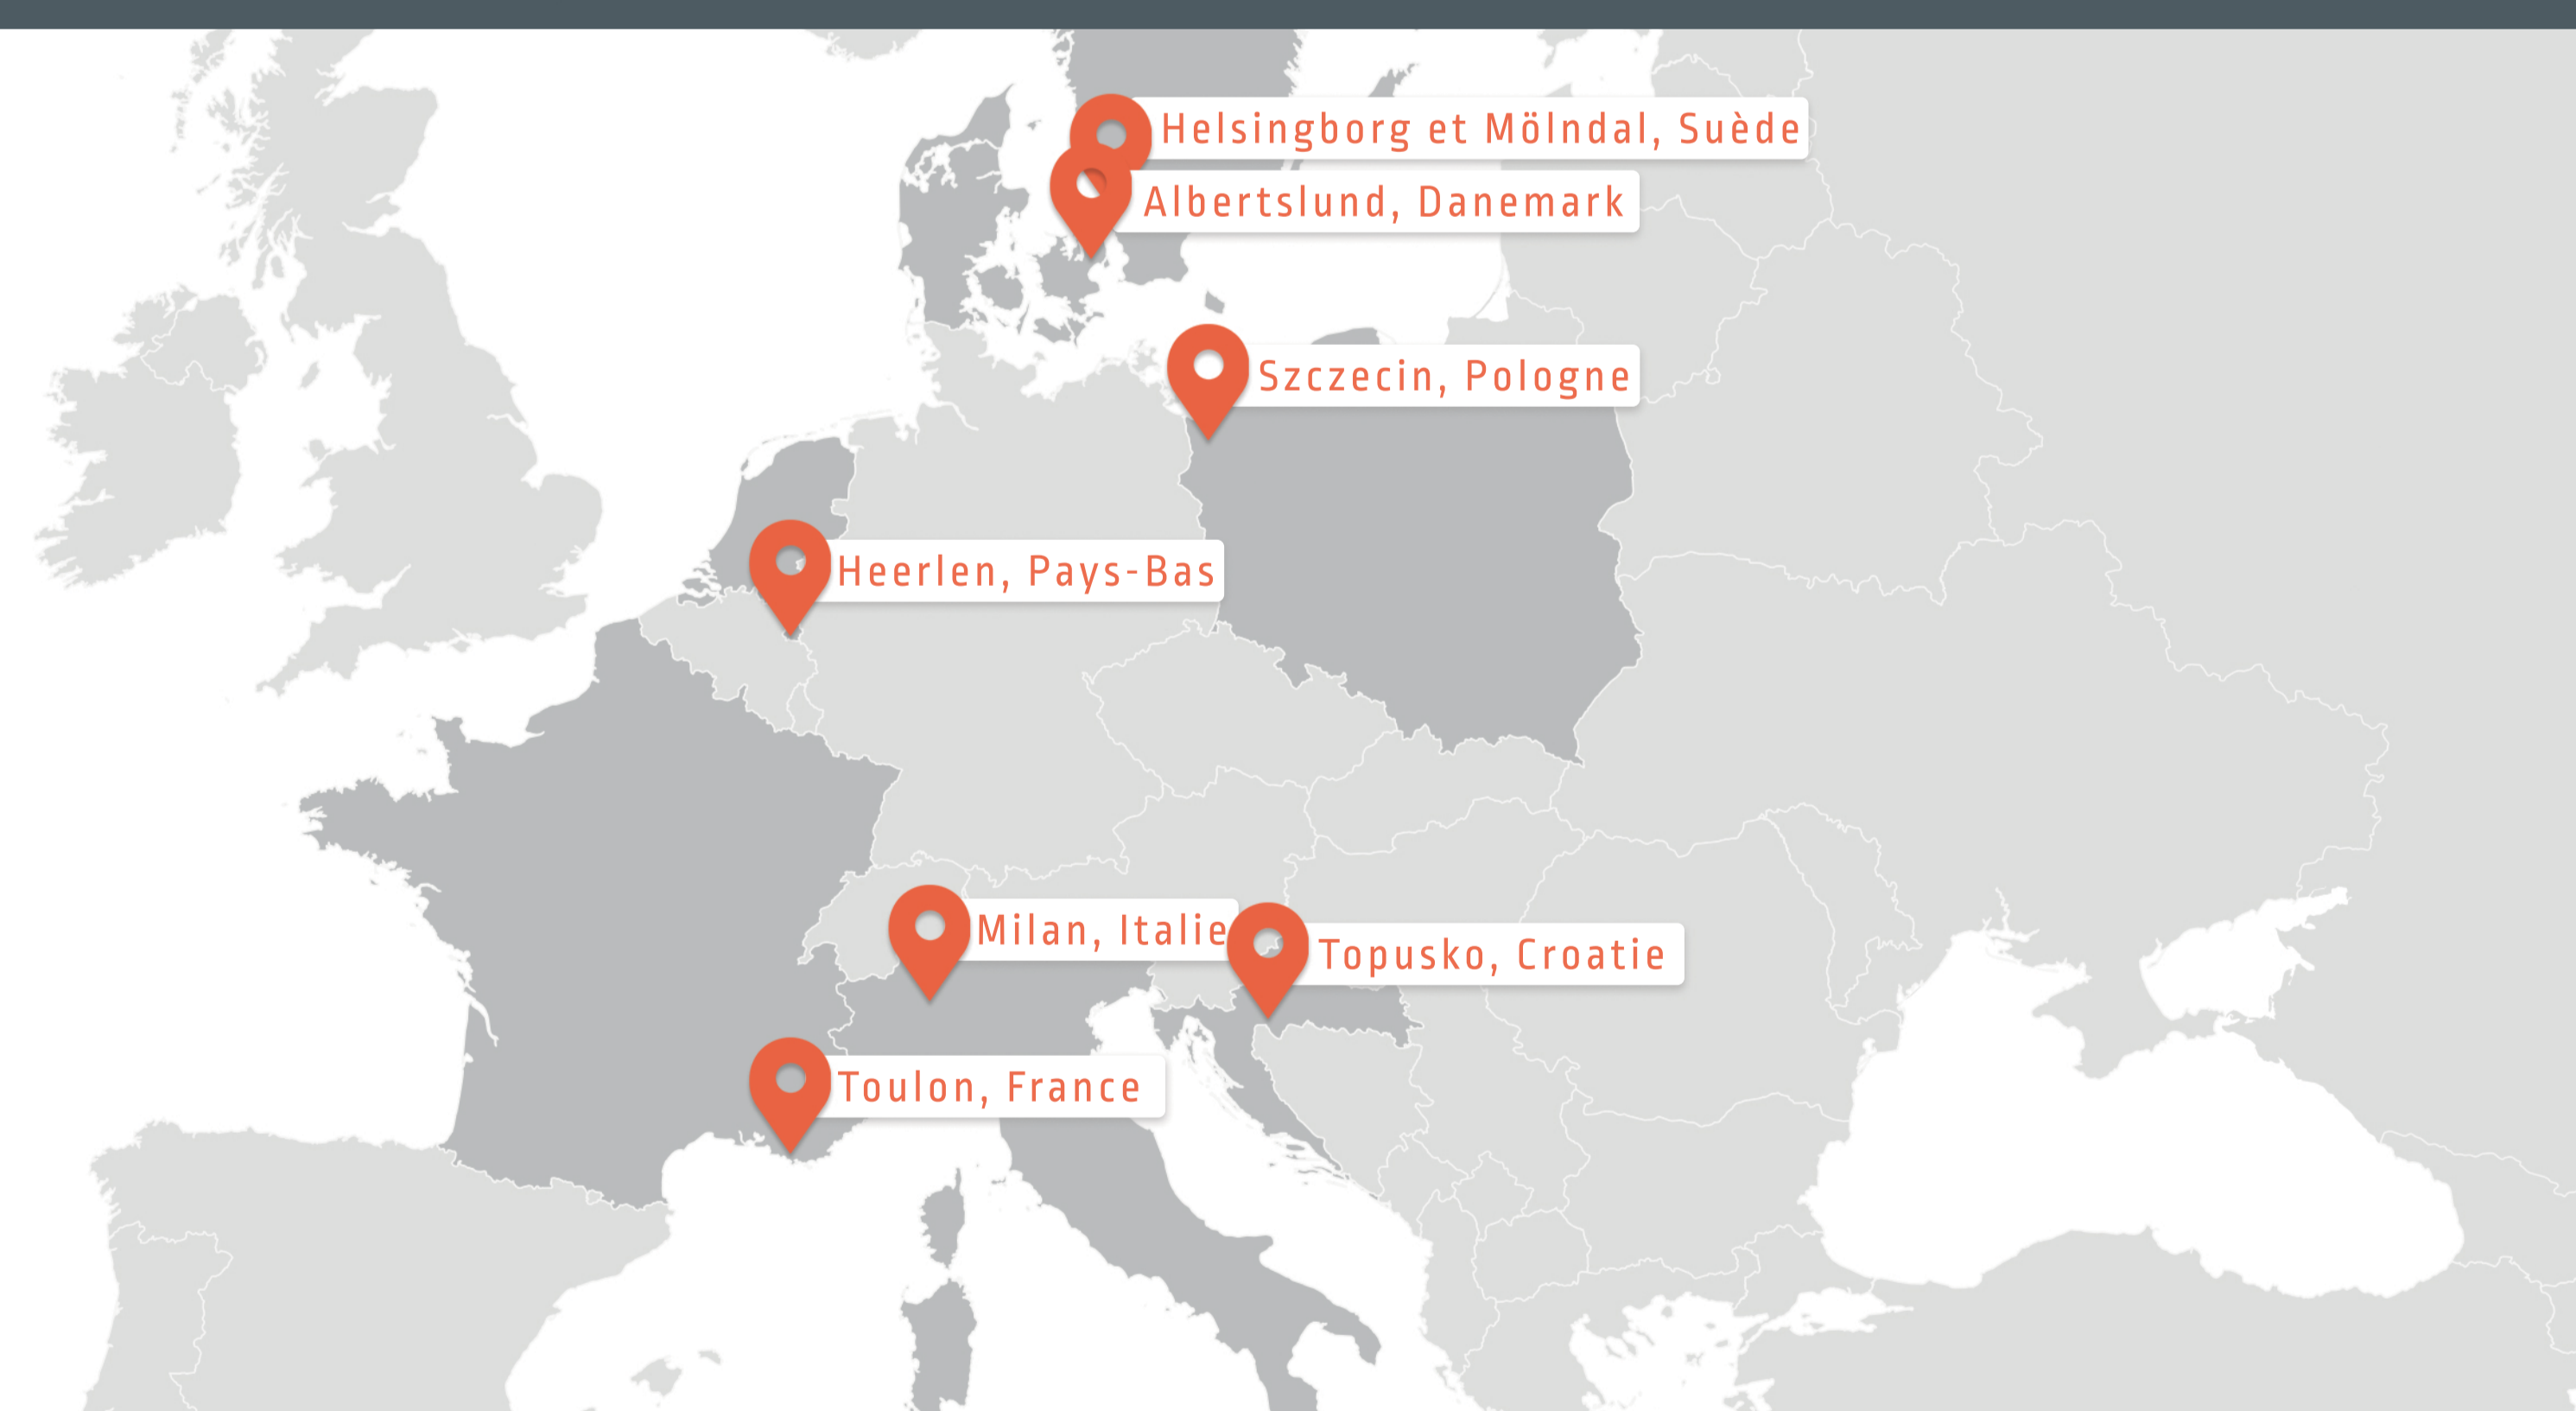 Helsingborg et Mölndal, Suède
Albertslund, Danemark
Szczecin, Pologne
Heerlen, Pays-Bas
Milan, Italie
Topusko, Croatie
Toulon, France